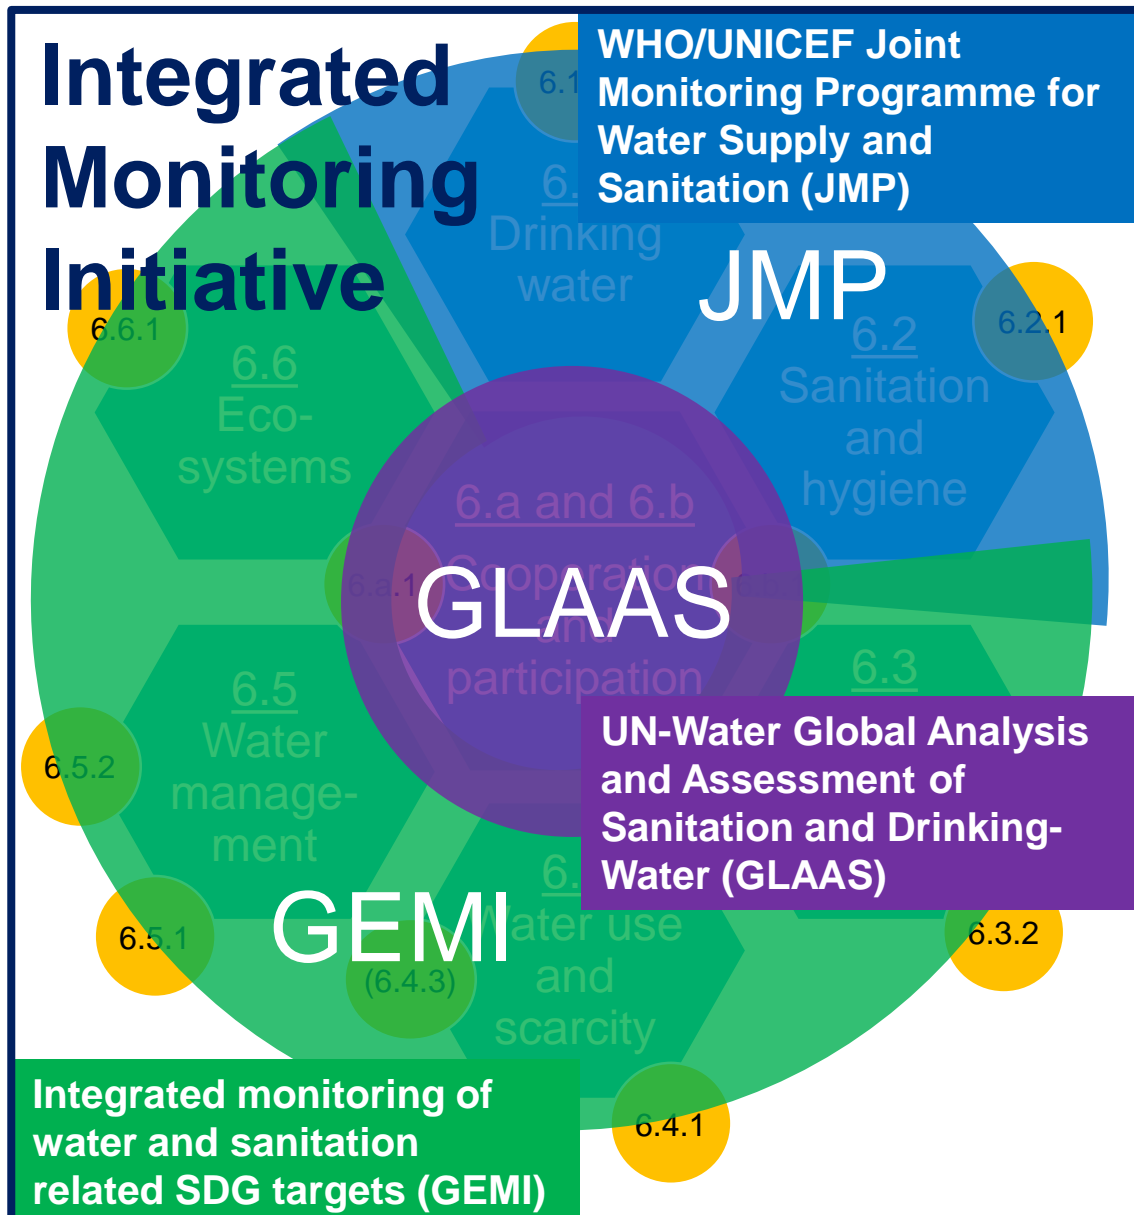 Integrated
Monitoring
Initiative
WHO/UNICEF Joint
Monitoring Programme for
Water Supply and
Sanitation (JMP)
6.1
6.
Drinking
water
JMP
6.2.1
6.2
Sanitation
and
hygiene
6.6.1
6.6
Eco-
systems
6.a and 6.b
Cooperation
and
participation
6.a.1
GLAAS
6.3
6.5
Water
manage-
ment
6.5.2
UN-Water Global Analysis
and Assessment of
Sanitation and Drinking-
Water (GLAAS)
6.5.1
GEMI
6.
Water use
and
scarcity
(6.4.3)
6.3.2
6.4.1
Integrated monitoring of
water and sanitation
related SDG targets (GEMI)